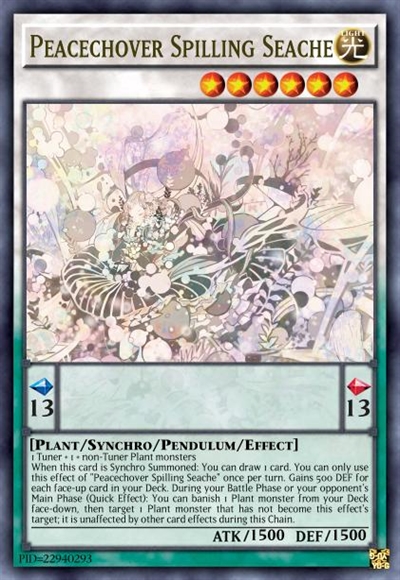 PEACECHOVER SPILLING SEACHE
LIGHT
光
13
13
[PLANT/SYNCHRO/PENDULUM/EFFECT]
1 Tuner + 1 + non-Tuner Plant monsters
When this card is Synchro Summoned: You can draw 1 card. You can only use
this effect of "Peacechover Spilling Seache" once per turn. Gains 500 DEF for
each face-up card in your Deck. During your Battle Phase or your opponent's
Main Phase (Quick Effect): You can banish 1 Plant monster from your Deck
face-down, then target 1 Plant monster that has not become this effect's
target; it is unaffected by other card effects during this Chain.
ATK/1500 DEF/1500
PID=22940293